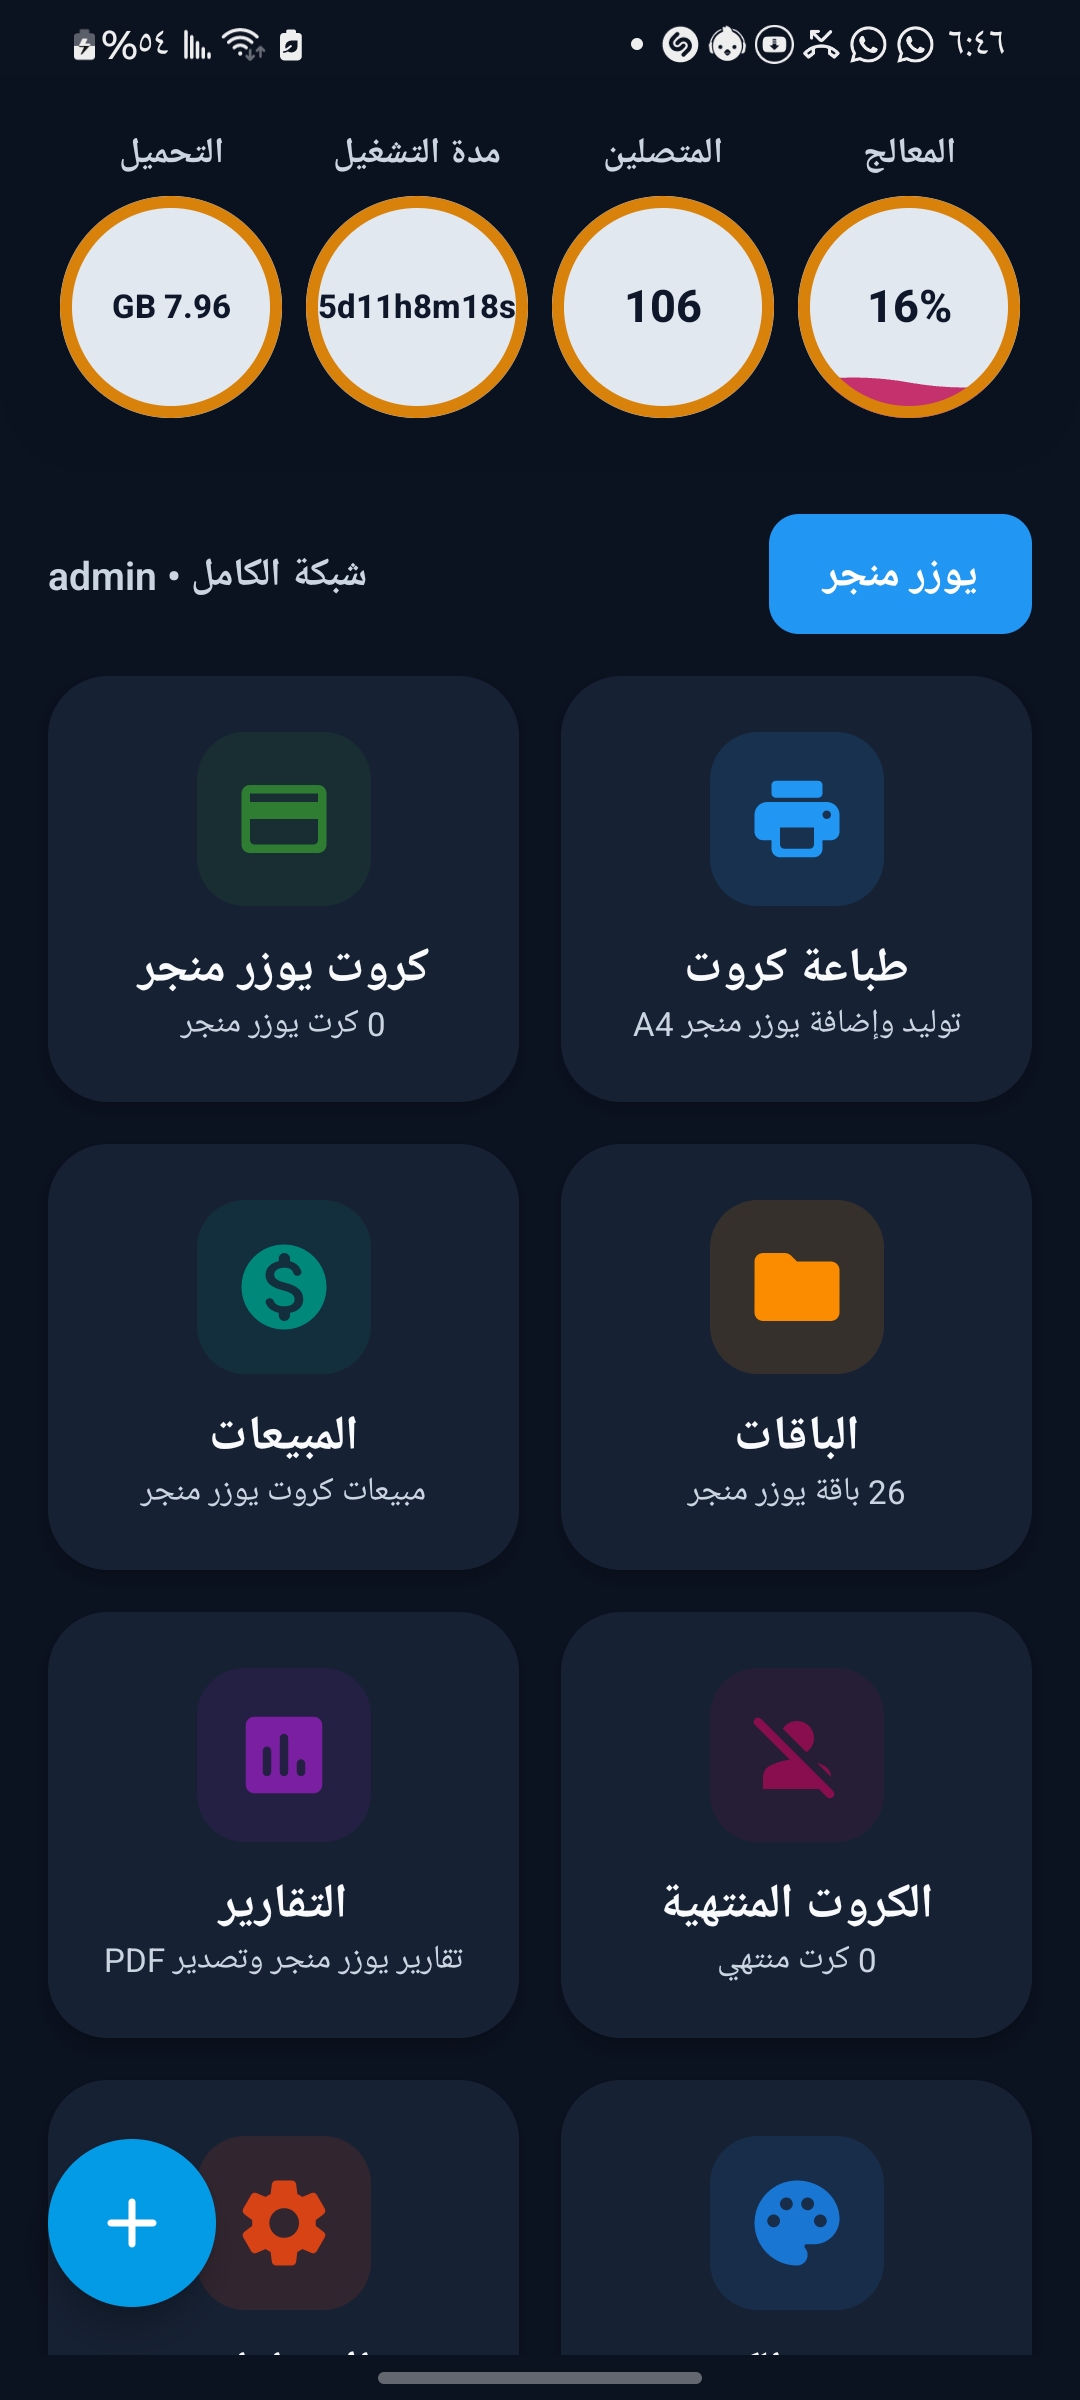 ٦:٤٦
%٥٤
المعالج
المتصلين
مدة التشغيل
التحميل
16%
106
5d11h8m18s
GB 7.96
يوزر منجر
شبكة الكامل • admin
طباعة كروت
توليد وإضافة يوزر منجر A4
كروت يوزر منجر
0 كرت يوزر منجر
الباقات
26 باقة يوزر منجر
المبيعات
مبيعات كروت يوزر منجر
الكروت المنتهية
0 كرت منتهي
التقارير
تقارير يوزر منجر وتصدير PDF